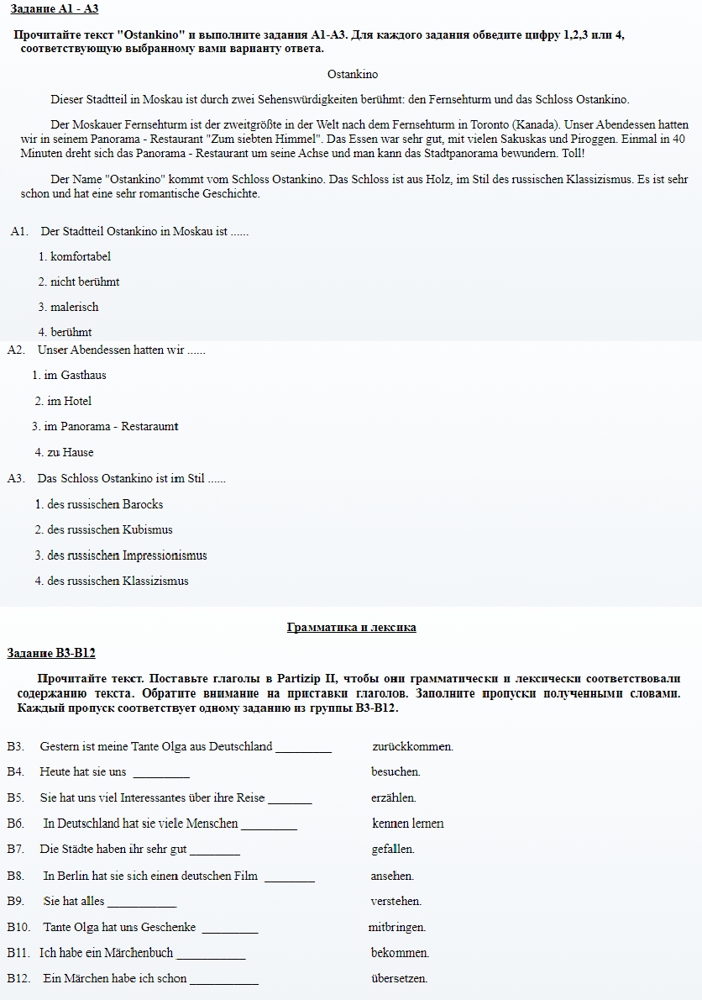 Задание А1 - А3
Прочитайте текст "Ostankino" и выполните задания А1-А3. Для каждого задания обведите цифру 1,2,3 или 4,
соответствующую выбранному вами варианту ответа.
Ostankino
Dieser Stadtteil in Moskau ist durch zwei Sehenswürdigkeiten berühmt: den Fernsehturm und das Schloss Ostankino.
Der Moskauer Fernsehturm ist der zweitgrößte in der Welt nach dem Fernsehturm in Toronto (Kanada). Unser Abendessen hatten
wir in seinem Panorama - Restaurant "Zum siebten Himmel". Das Essen war sehr gut, mit vielen Sakuskas und Piroggen. Einmal in 40
Minuten dreht sich das Panorama - Restaurant um seine Achse und man kann das Stadtpanorama bewundern. Toll!
Der Name "Ostankino" kommt vom Schloss Ostankino. Das Schloss ist aus Holz, im Stil des russischen Klassizismus. Es ist sehr
schon und hat eine sehr romantische Geschichte.
A1. Der Stadtteil Ostankino in Moskau ist ......
1. komfortabel
2. nicht berühmt
3. malerisch
4. berühmt
A2. Unser Abendessen hatten wir ......
1. im Gasthaus
2. im Hotel
3. im Panorama - Restaraumt
4. zu Hause
A3. Das Schloss Ostankino ist im Stil ......
1. des russischen Barocks
2. des russischen Kubismus
3. des russischen Impressionismus
4. des russischen Klassizismus
Грамматика и лексика
Задание В3-В12
Прочитайте текст. Поставьте глаголы в Partizip II, чтобы они грамматически и лексически соответствовали
содержанию текста. Обратите внимание на приставки глаголов. Заполните пропуски полученными словами.
Каждый пропуск соответствует одному заданию из группы В3-В12.
B3. Gestern ist meine Tante Olga aus Deutschland _________ zurückkommen.
B4. Heute hat sie uns _________ besuchen.
B5. Sie hat uns viel Interessantes über ihre Reise _______ erzählen.
B6. In Deutschland hat sie viele Menschen _________ kennen lernen
B7. Die Städte haben ihr sehr gut ________ gefallen.
B8. In Berlin hat sie sich einen deutschen Film ________ ansehen.
B9. Sie hat alles ___________ verstehen.
B10. Tante Olga hat uns Geschenke _________ mitbringen.
B11. Ich habe ein Märchenbuch ___________ bekommen.
B12. Ein Märchen habe ich schon ___________ übersetzen.